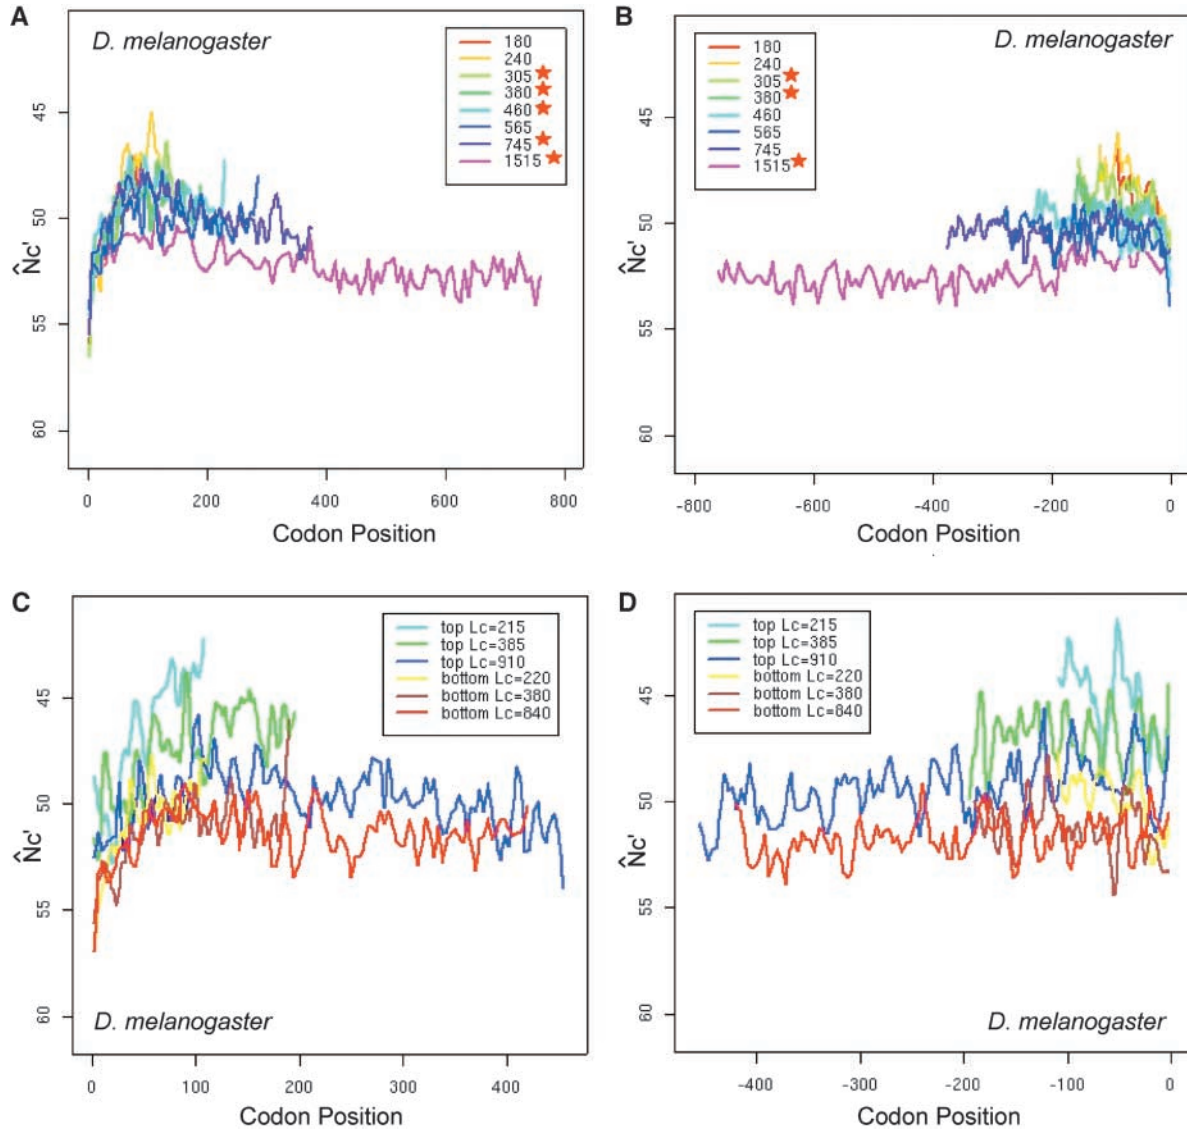 A
D. melanogaster
180
240
305
380
460
565
745
1515
45
50
55
60
N̂c'
0
200
400
600
800
Codon Position
B
D. melanogaster
180
240
305
380
460
565
745
1515
45
50
55
60
N̂c'
-800
-600
-400
-200
0
Codon Position
C
top Lc=215
top Lc=385
top Lc=910
bottom Lc=220
bottom Lc=380
bottom Lc=840
45
50
55
60
N̂c'
D. melanogaster
0
100
200
300
400
Codon Position
D
top Lc=215
top Lc=385
top Lc=910
bottom Lc=220
bottom Lc=380
bottom Lc=840
45
50
55
60
N̂c'
D. melanogaster
-400
-300
-200
-100
0
Codon Position